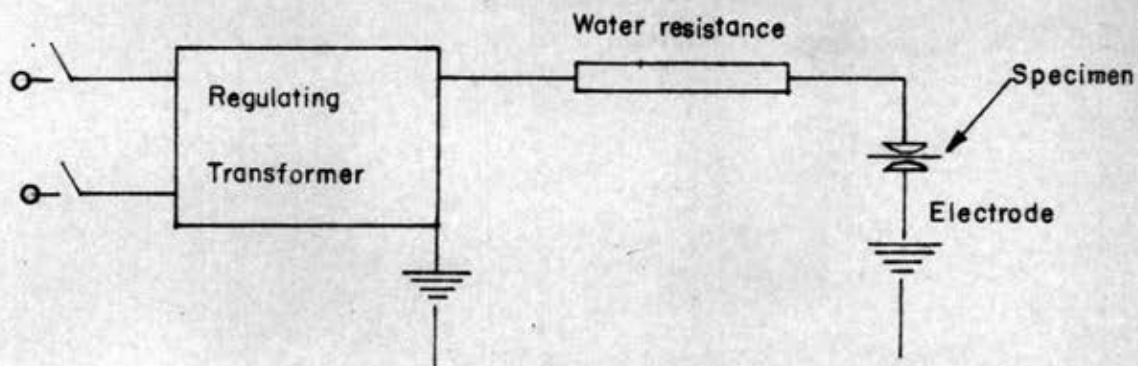 Water resistance
Specimen
Regulating
Transformer
Electrode